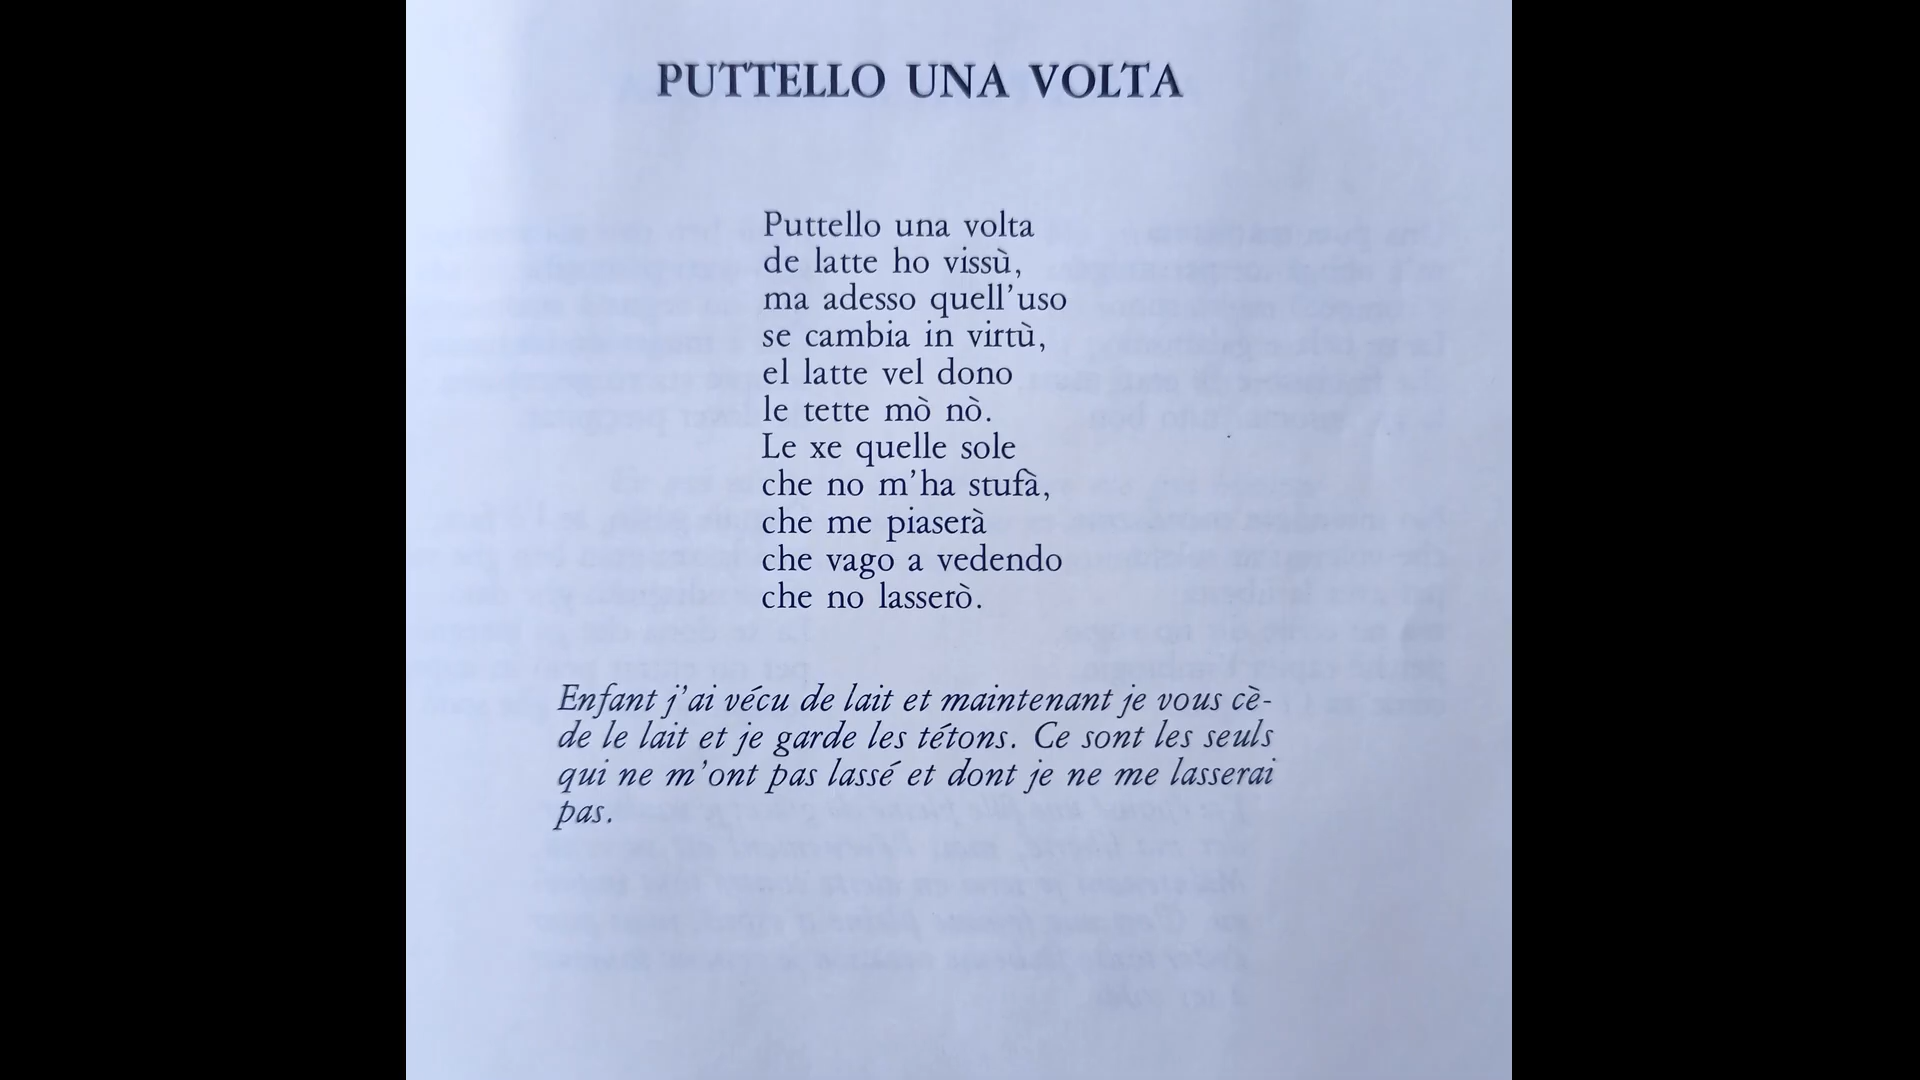 PUTTELLO UNA VOLTA
Puttello una volta
de latte ho vissù,
ma adesso quell'uso
se cambia in virtù,
el latte vel dono
le tette mò nò.
Le xe quelle sole
che no m'ha stufà,
che me piaserà
che vago a vedendo
che no lasserò.
Enfant j'ai vécu de lait et maintenant je vous cè-
de le lait et je garde les tétons. Ce sont les seuls
qui ne m'ont pas lassé et dont je ne me lasserai
pas.